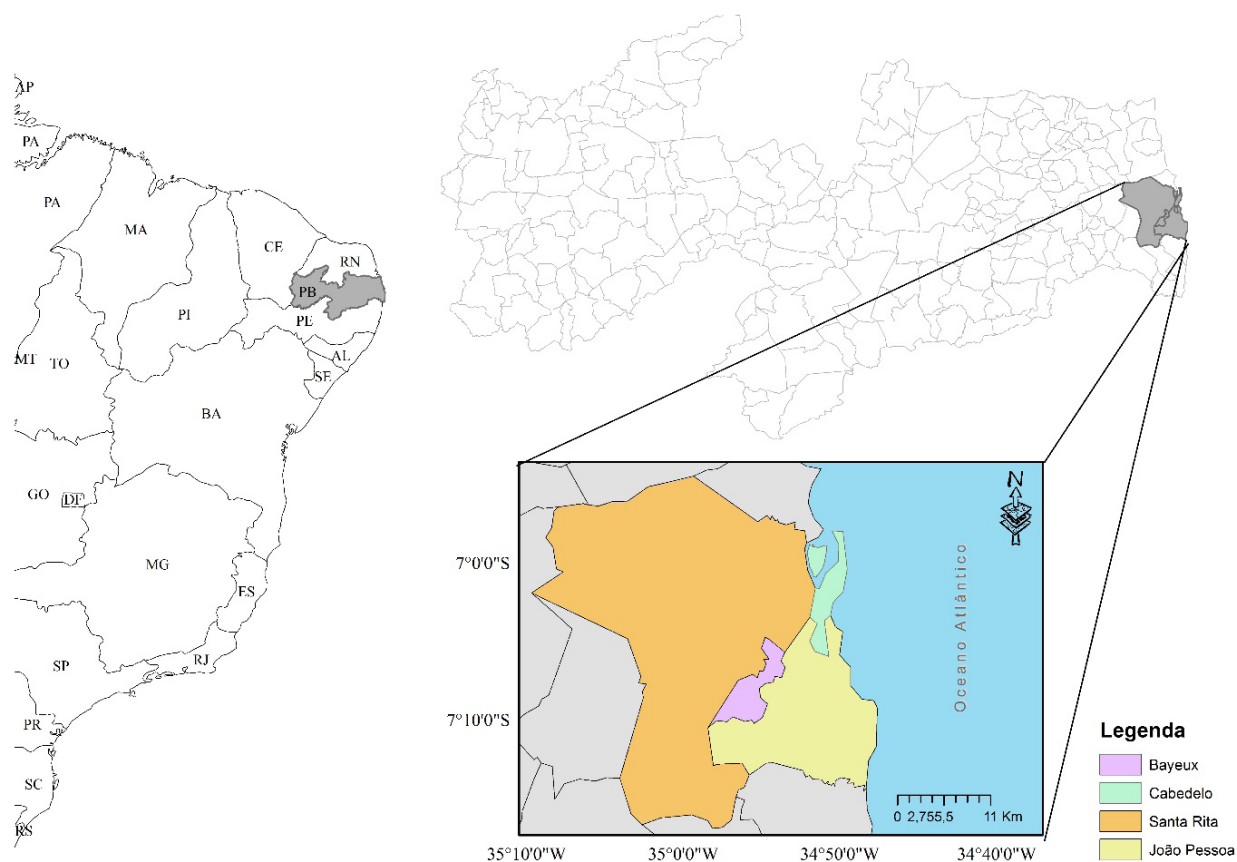 AP
PA
PA
MA
CE
RN
PB
PI
PE
MT
TO
AL
SE
BA
GO
DF
MG
ES
SP
RJ
PR
SC
RS
N
7°0'0"S
7°10'0"S
Oceano Atlântico
0 2,755,5 11 Km
35°10'0"W 35°0'0"W 34°50'0"W 34°40'0"W
Legenda
Bayeux
Cabedelo
Santa Rita
João Pessoa